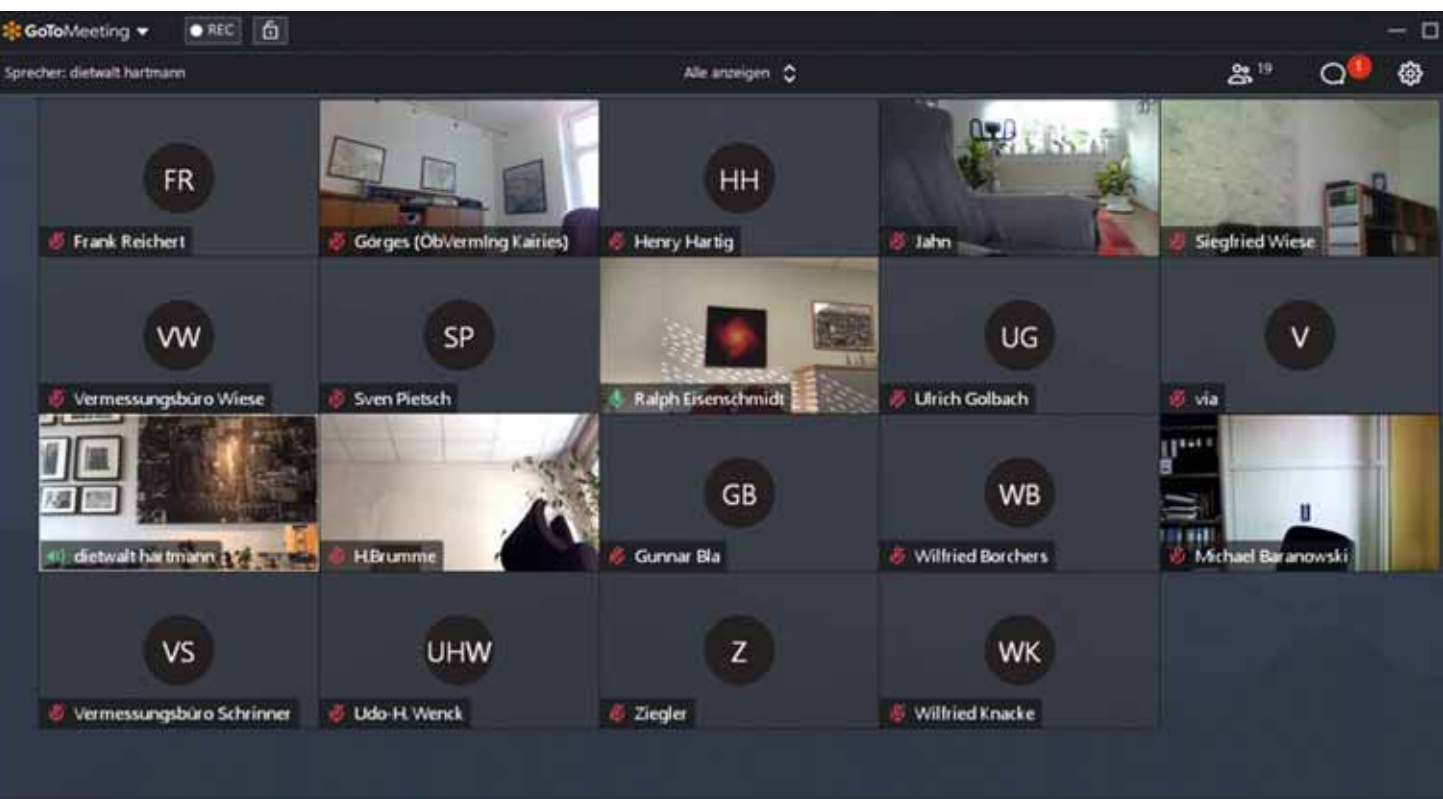 GoToMeeting
REC
Sprecher: dietwalt hartmann
Alle anzeigen
19
1
FR
HH
Frank Reichert
Görges (ObVermIng Kairies)
Henry Hartig
Jahn
Siegfried Wiese
VW
SP
UG
V
Vermessungsbüro Wiese
Sven Pietsch
Ralph Eisenschmidt
Ulrich Golbach
via
GB
WB
dietwalt hartmann
H.Brumme
Gunnar Bla
Wilfried Borchers
Michael Baranowski
VS
UHW
Z
WK
Vermessungsbüro Schrinner
Udo-H. Wenck
Ziegler
Wilfried Knacke